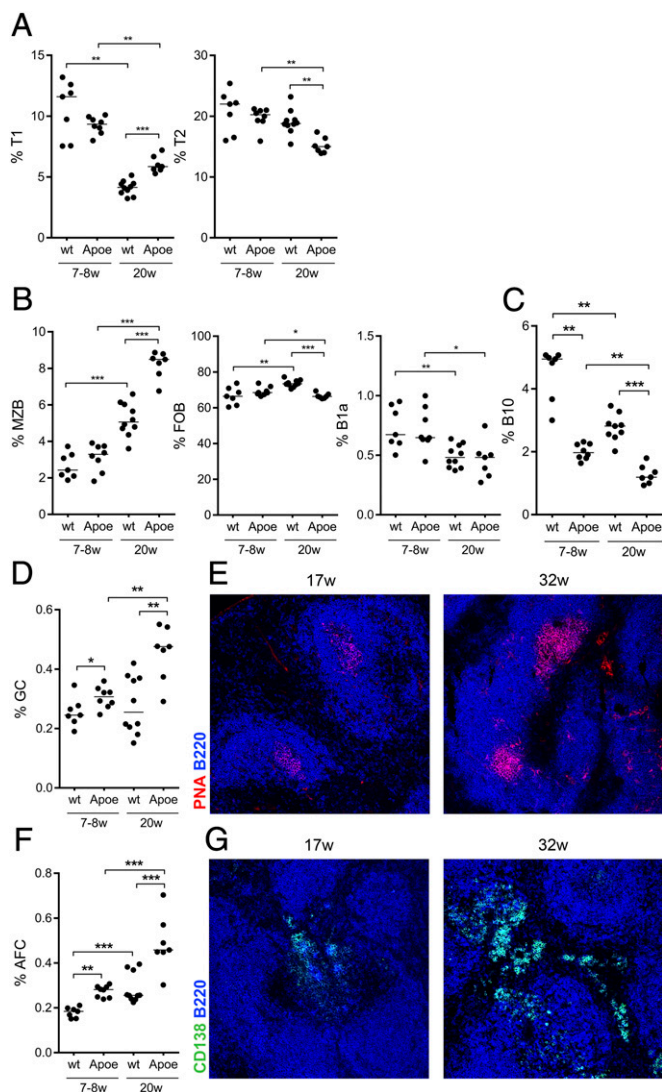 A
** **
** **
***
15
10
5
0
% T1
30
20
10
0
% T2
wt Apoe wt Apoe
7-8w 20w
wt Apoe wt Apoe
7-8w 20w
B
C
***
***
***
10
8
6
4
2
0
% MZB
*
** ***
100
80
60
40
20
0
% FOB
*
**
1.5
1.0
0.5
0.0
% B1a
**
** **
***
6
4
2
0
% B10
wt Apoe wt Apoe
7-8w 20w
wt Apoe wt Apoe
7-8w 20w
wt Apoe wt Apoe
7-8w 20w
wt Apoe wt Apoe
7-8w 20w
D
**
**
*
0.6
0.4
0.2
0.0
% GC
wt Apoe wt Apoe
7-8w 20w
E
17w 32w
PNA B220
F
***
***
***
**
0.8
0.6
0.4
0.2
0.0
% AFC
wt Apoe wt Apoe
7-8w 20w
G
17w 32w
CD138 B220